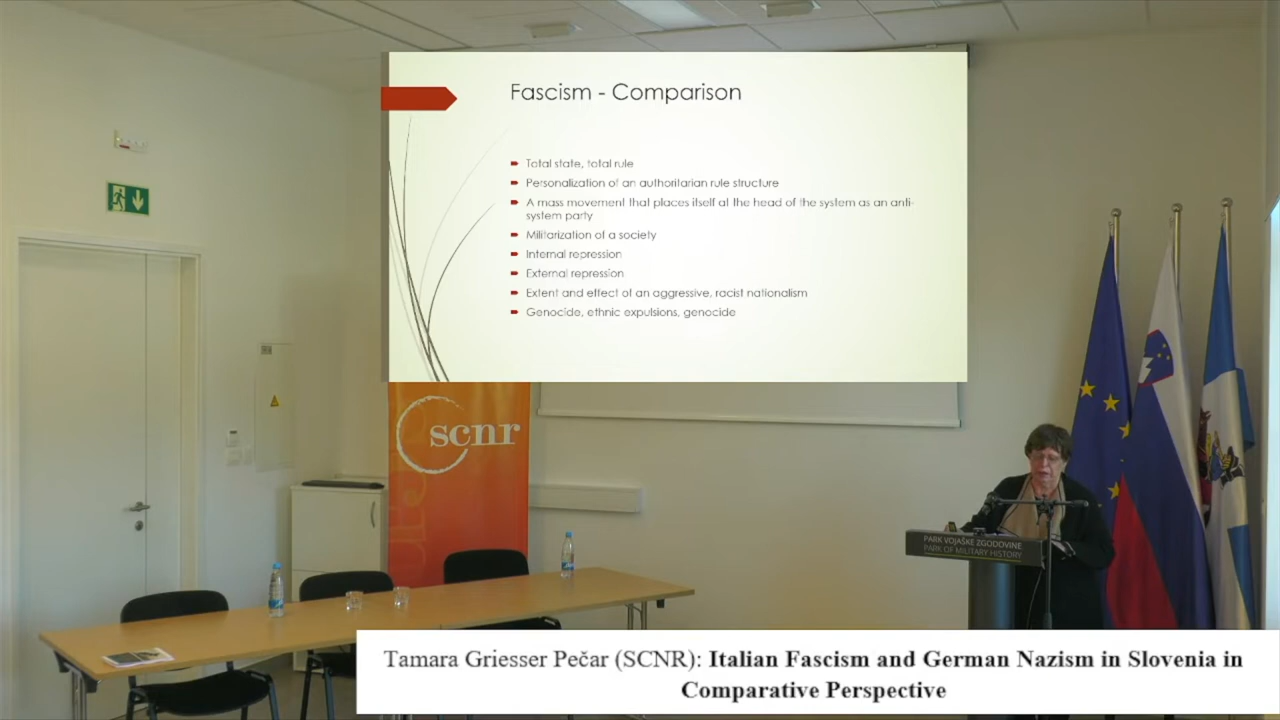 Fascism - Comparison
Total state, total rule
Personalization of an authoritarian rule structure
A mass movement that places itself at the head of the system as an anti-
system party
Militarization of a society
Internal repression
External repression
Extent and effect of an aggressive, racist nationalism
Genocide, ethnic expulsions, genocide
scnr
PARK VOJAŠKE ZGODOVINE
PARK OF MILITARY HISTORY
Tamara Griesser Pečar (SCNR): Italian Fascism and German Nazism in Slovenia in
Comparative Perspective